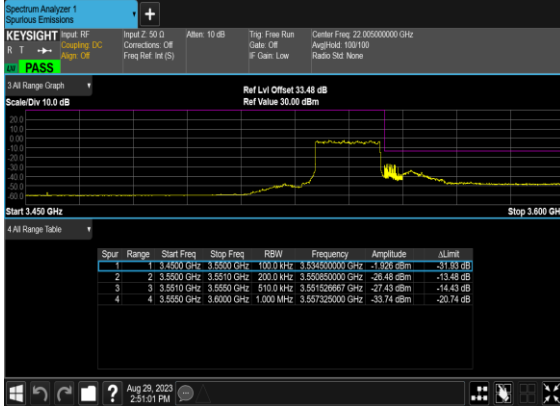 Spectrum Analyzer 1
Spurious Emissions
+
KEYSIGHT
R T
Input: RF
Coupling: DC
Align: Off
Input Z: 50 Ω
Corrections: Off
Freq Ref: Int (S)
Atten: 10 dB
Trig: Free Run
Gate: Off
IF Gain: Low
Center Freq: 22.005000000 GHz
Avg|Hold: 100/100
Radio Std: None
PASS
3 All Range Graph
Scale/Div 10.0 dB
Ref Lvl Offset 33.48 dB
Ref Value 30.00 dBm
20.0
10.0
0.00
-10.0
-20.0
-30.0
-40.0
-50.0
-60.0
Start 3.450 GHz
Stop 3.600 GH
4 All Range Table
Spur Range Start Freq Stop Freq RBW Frequency Amplitude ΔLimit
1 1 3.4500 GHz 3.5500 GHz 100.0 kHz 3.534500000 GHz -1.926 dBm -31.93 dB
2 2 3.5500 GHz 3.5510 GHz 200.0 kHz 3.550850000 GHz -26.48 dBm -13.48 dB
3 3 3.5510 GHz 3.5550 GHz 510.0 kHz 3.551526667 GHz -27.43 dBm -14.43 dB
4 4 3.5550 GHz 3.6000 GHz 1.000 MHz 3.557325000 GHz -33.74 dBm -20.74 dB
?
Aug 29, 2023
2:51:01 PM